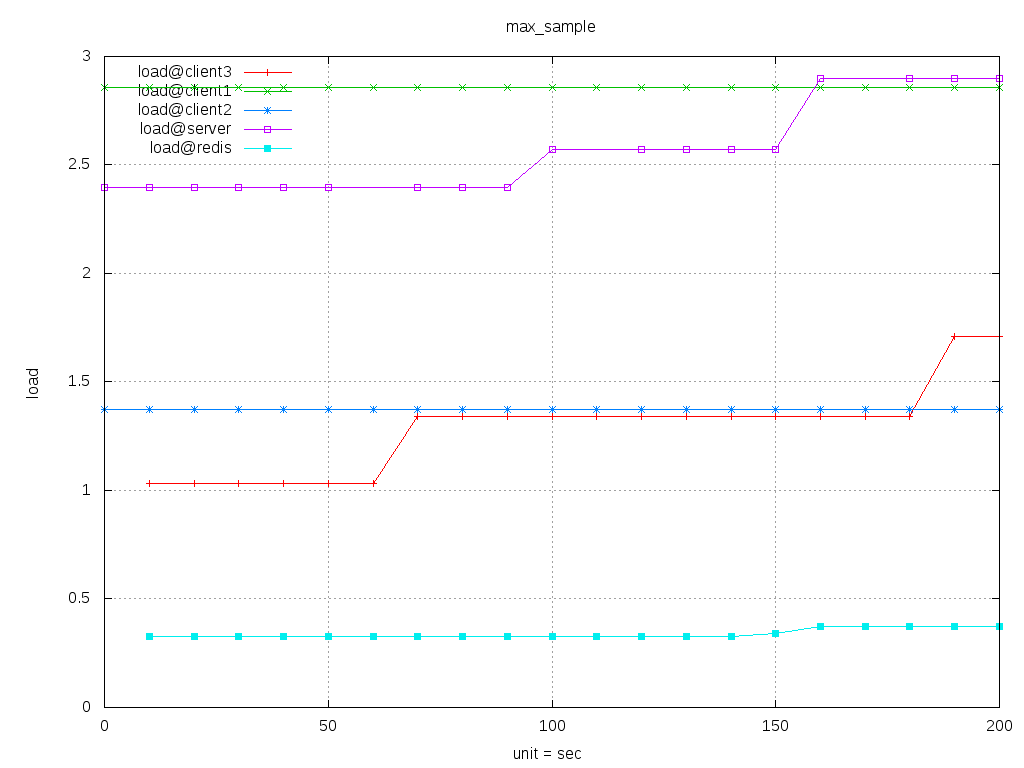 max_sample
3
load@client3
load@client1
load@client2
load@server
load@redis
2.5
2
1.5
load
1
0.5
0
0 50 100 150 200
unit = sec